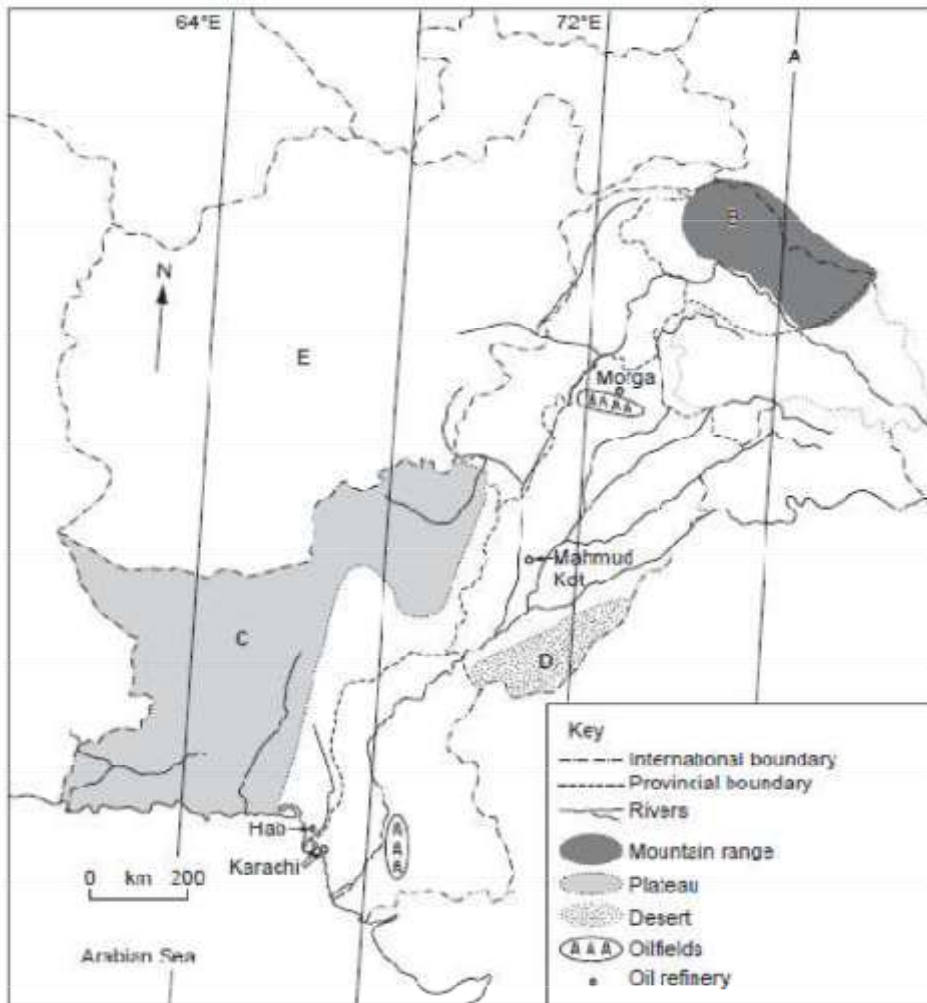 64°E
72°E
A
B
N
E
Morga
Mahmud
Kot
C
D
Hab
Karachi
0 km 200
Arabian Sea
Key
International boundary
Provincial boundary
Rivers
Mountain range
Plateau
Desert
Oilfields
Oil refinery